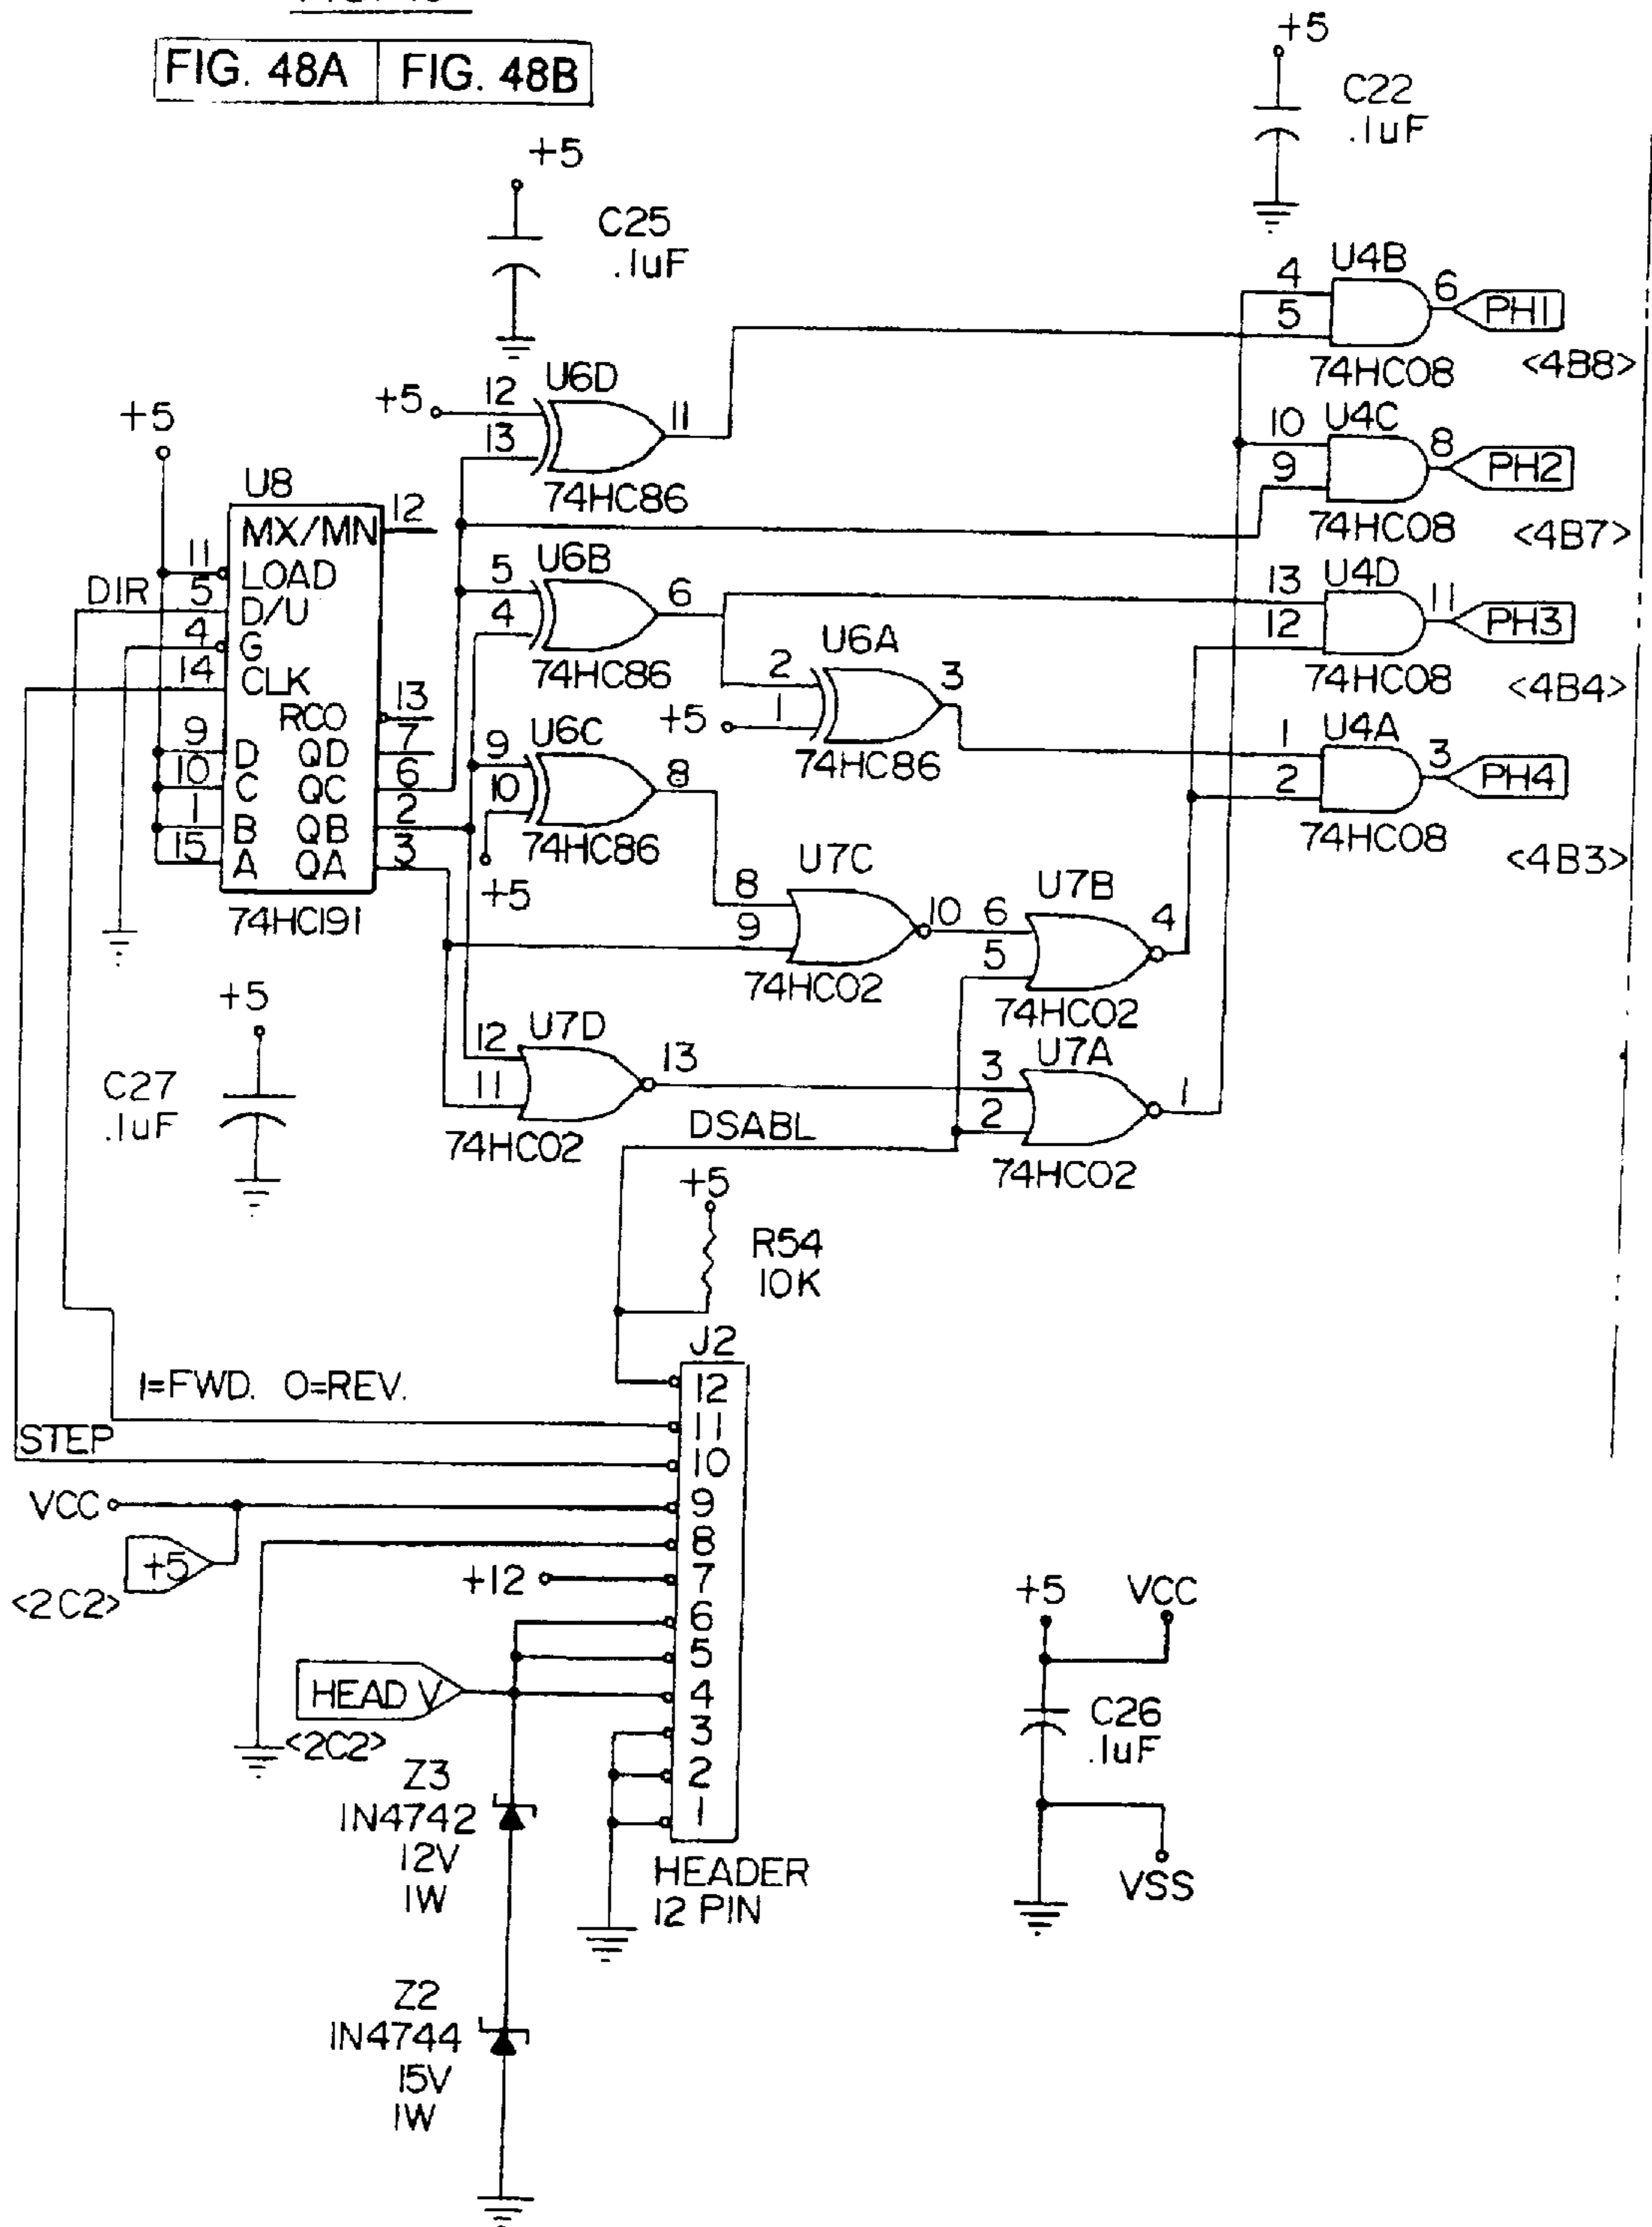 FIG. 48A FIG. 48B
+5
C22
.1uF
+5
C25
.1uF
U4B
4
5
6
PH1
74HC08
<4B8>
U6D
+5
12
13
11
74HC86
U4C
10
9
8
PH2
74HC08
<4B7>
+5
U8
MX/MN 12
11 LOAD
DIR 5 D/U
4 G
14 CLK
RCO 13
9 D QD 7
10 C QC 6
1 B QB 2
15 A QA 3
74HC191
U6B
5
4
6
74HC86
U4D
13
12
11
PH3
74HC08
<4B4>
U6A
2
+5 1
3
74HC86
U4A
1
2
3
PH4
74HC08
<4B3>
U6C
9
10
8
74HC86
+5
U7C
8
9
10
74HC02
U7B
6
5
4
74HC02
+5
C27
.1uF
U7D
12
11
13
74HC02
U7A
3
2
1
74HC02
DSABL
+5
R54
10K
J2
12
1=FWD. 0=REV.
11
STEP
10
VCC
9
+5
<2C2>
8
+12
7
6
5
HEAD V
<2C2>
4
3
2
1
HEADER
12 PIN
Z3
1N4742
12V
1W
Z2
1N4744
15V
1W
+5 VCC
C26
.1uF
VSS